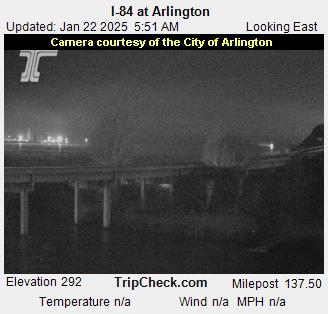 I-84 at Arlington
Updated: Jan 22 2025 5:51 AM Looking East
Camera courtesy of the City of Arlington
Elevation 292 TripCheck.com Milepost 137.50
Temperature n/a Wind n/a MPH n/a